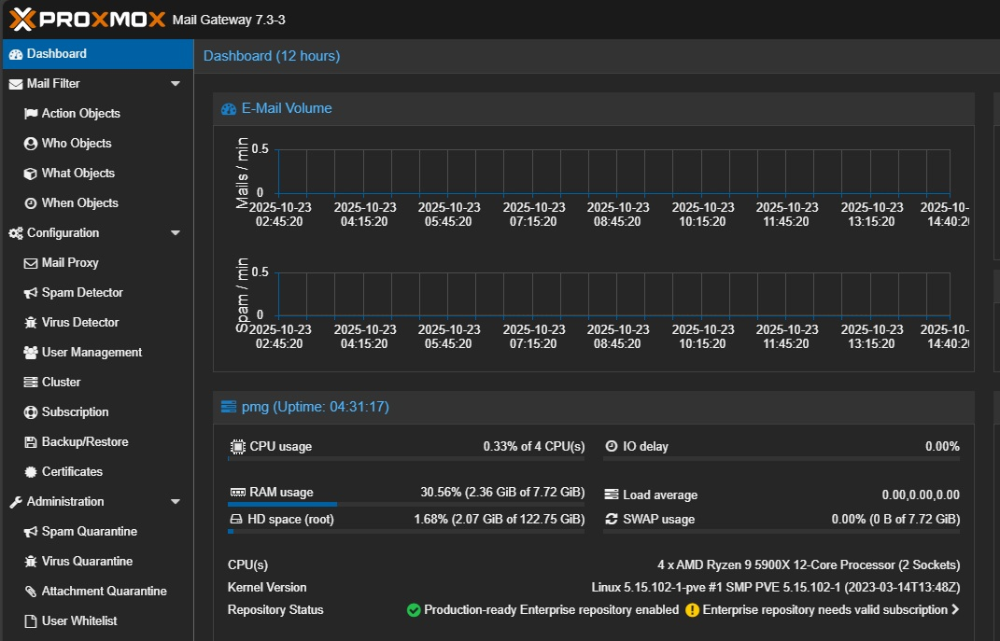 PROXMOX Mail Gateway 7.3-3
Dashboard
Mail Filter
Action Objects
Who Objects
What Objects
When Objects
Configuration
Mail Proxy
Spam Detector
Virus Detector
User Management
Cluster
Subscription
Backup/Restore
Certificates
Administration
Spam Quarantine
Virus Quarantine
Attachment Quarantine
User Whitelist
Dashboard (12 hours)
E-Mail Volume
Mails / min
0.5
0
2025-10-23 2025-10-23 2025-10-23 2025-10-23 2025-10-23 2025-10-23 2025-10-23 2025-10-23 2025-10-
02:45:20 04:15:20 05:45:20 07:15:20 08:45:20 10:15:20 11:45:20 13:15:20 14:40:20
Spam / min
0.5
0
2025-10-23 2025-10-23 2025-10-23 2025-10-23 2025-10-23 2025-10-23 2025-10-23 2025-10-23 2025-10-
02:45:20 04:15:20 05:45:20 07:15:20 08:45:20 10:15:20 11:45:20 13:15:20 14:40:20
pmg (Uptime: 04:31:17)
CPU usage 0.33% of 4 CPU(s)
IO delay 0.00%
RAM usage 30.56% (2.36 GiB of 7.72 GiB)
Load average 0.00,0.00,0.00
HD space (root) 1.68% (2.07 GiB of 122.75 GiB)
SWAP usage 0.00% (0 B of 7.72 GiB)
CPU(s) 4 x AMD Ryzen 9 5900X 12-Core Processor (2 Sockets)
Kernel Version Linux 5.15.102-1-pve #1 SMP PVE 5.15.102-1 (2023-03-14T13:48Z)
Repository Status Production-ready Enterprise repository enabled Enterprise repository needs valid subscription